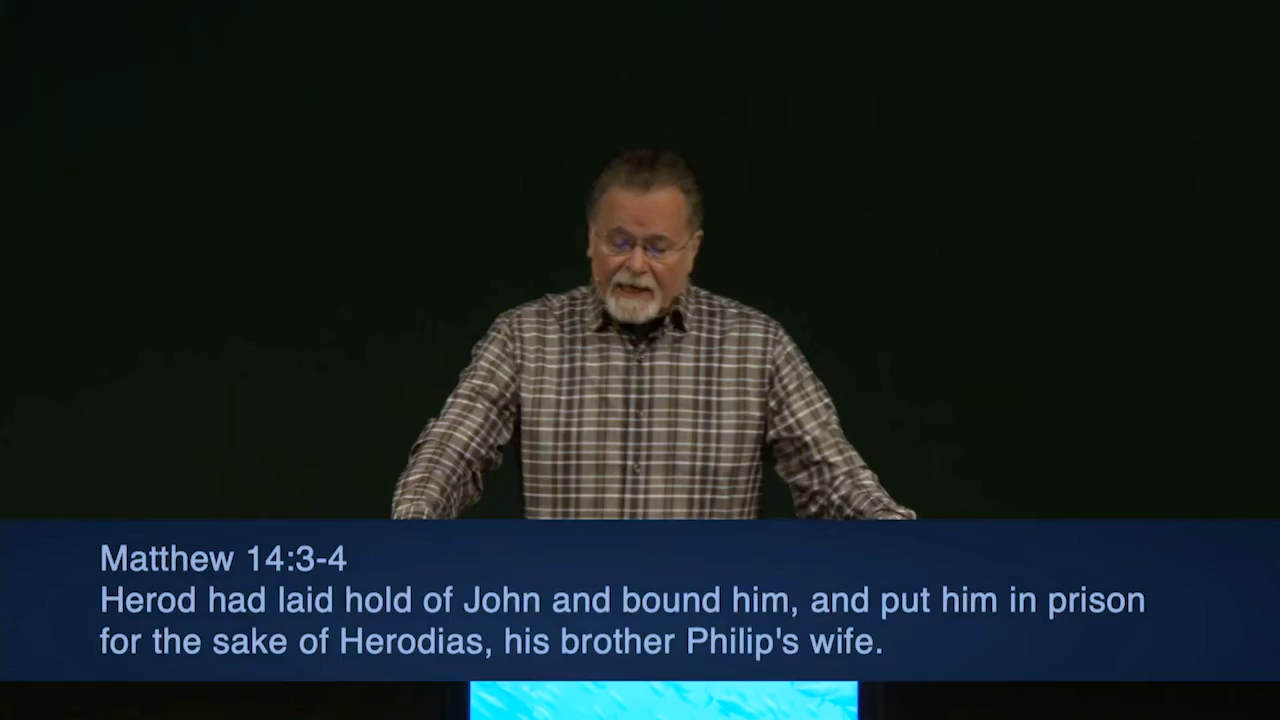 Matthew 14:3-4
Herod had laid hold of John and bound him, and put him in prison
for the sake of Herodias, his brother Philip's wife.